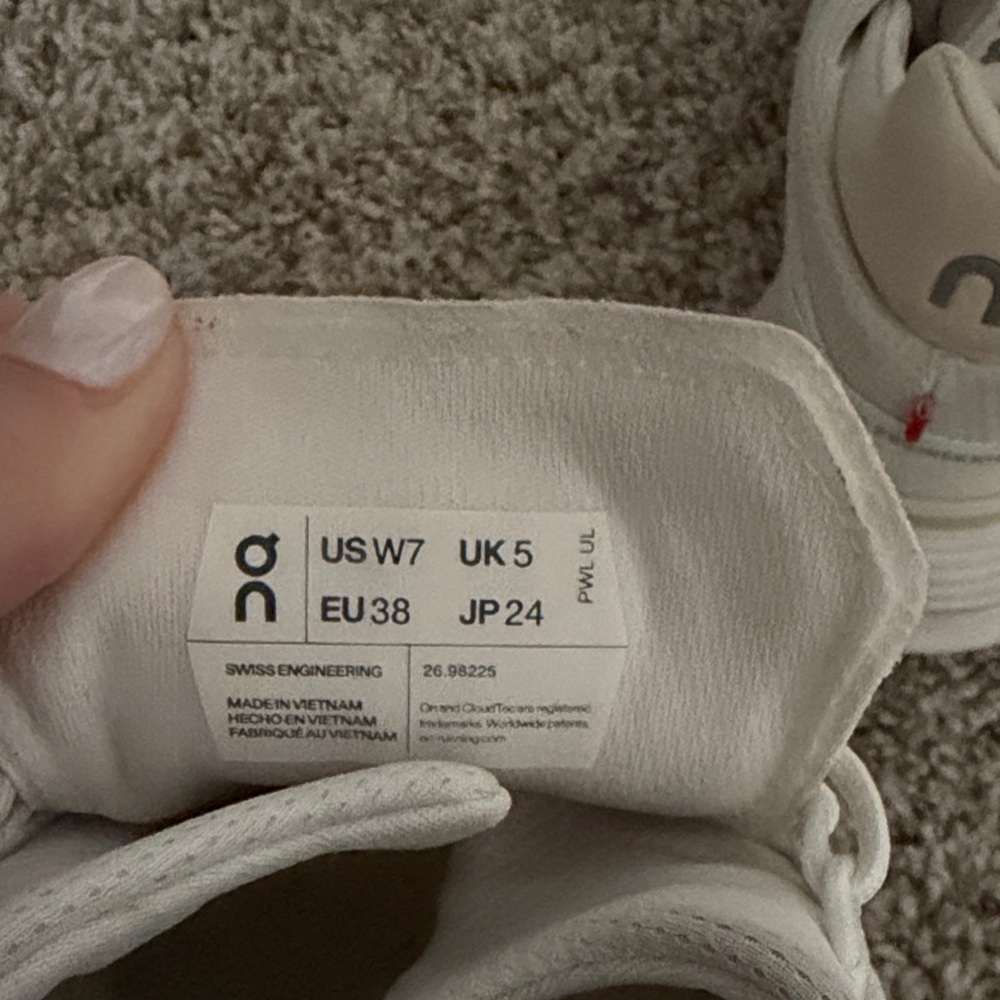 on
US W7 UK 5
EU 38 JP 24
PWL UL
SWISS ENGINEERING
26.98225
MADE IN VIETNAM
HECHO EN VIETNAM
FABRIQUÉ AU VIETNAM
On and CloudTec are registered
trademarks. Worldwide patents.
on-running.com